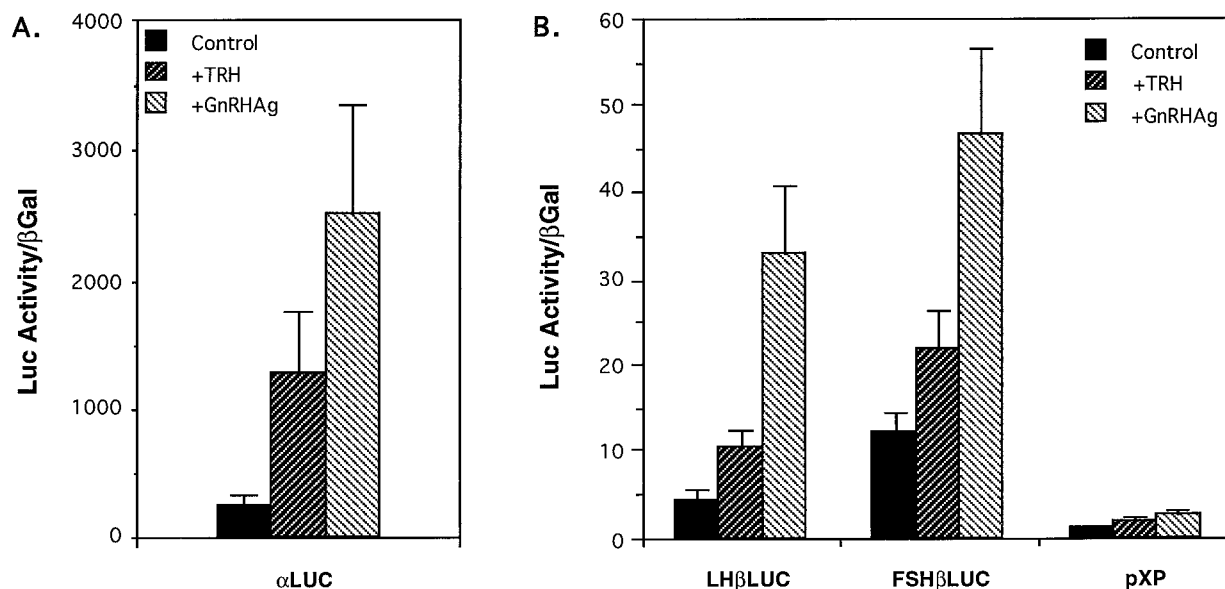 A.
Control
+TRH
+GnRHAg
4000
3000
2000
1000
0
Luc Activity/βGal
αLUC
B.
Control
+TRH
+GnRHAg
60
50
40
30
20
10
0
Luc Activity/βGal
LHβLUC
FSHβLUC
pXP